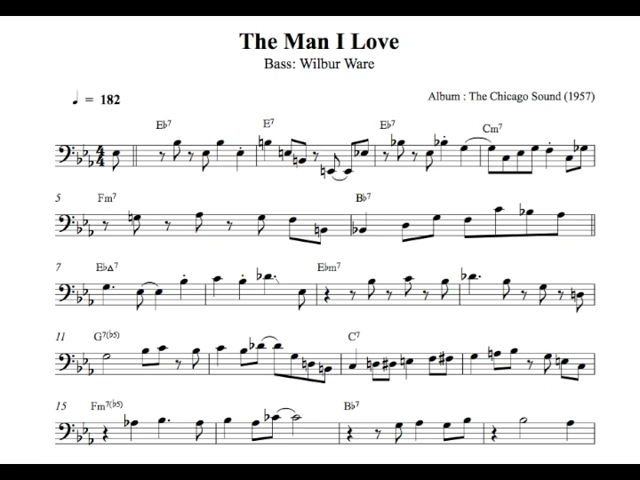 The Man I Love
Bass: Wilbur Ware
♩ = 182
Album : The Chicago Sound (1957)
E♭7 E7 E♭7 Cm7
5 Fm7 B♭7
7 E♭∆7 E♭m7
11 G7(♭5) C7
15 Fm7(♭5) B♭7